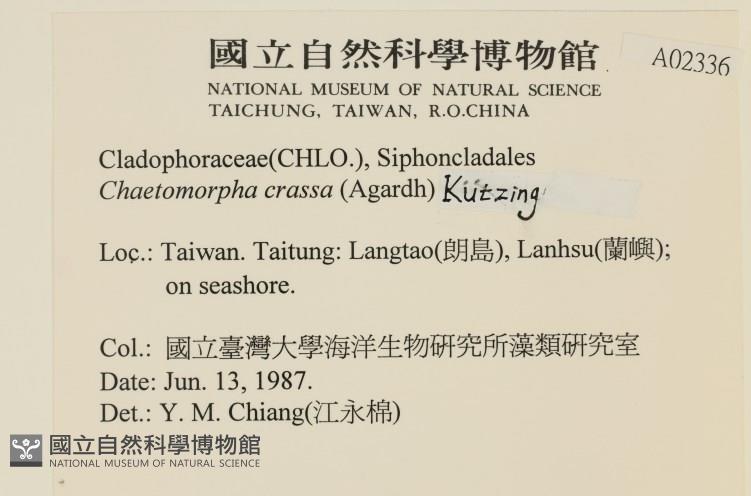 國立自然科學博物館
A02336
NATIONAL MUSEUM OF NATURAL SCIENCE
TAICHUNG, TAIWAN, R.O.CHINA
Cladophoraceae(CHLO.), Siphoncladales
Chaetomorpha crassa (Agardh) Kützing
Loc.: Taiwan. Taitung: Langtao(朗島), Lanhsu(蘭嶼);
on seashore.
Col.: 國立臺灣大學海洋生物研究所藻類研究室
Date: Jun. 13, 1987.
Det.: Y. M. Chiang(江永棉)
國立自然科學博物館
NATIONAL MUSEUM OF NATURAL SCIENCE